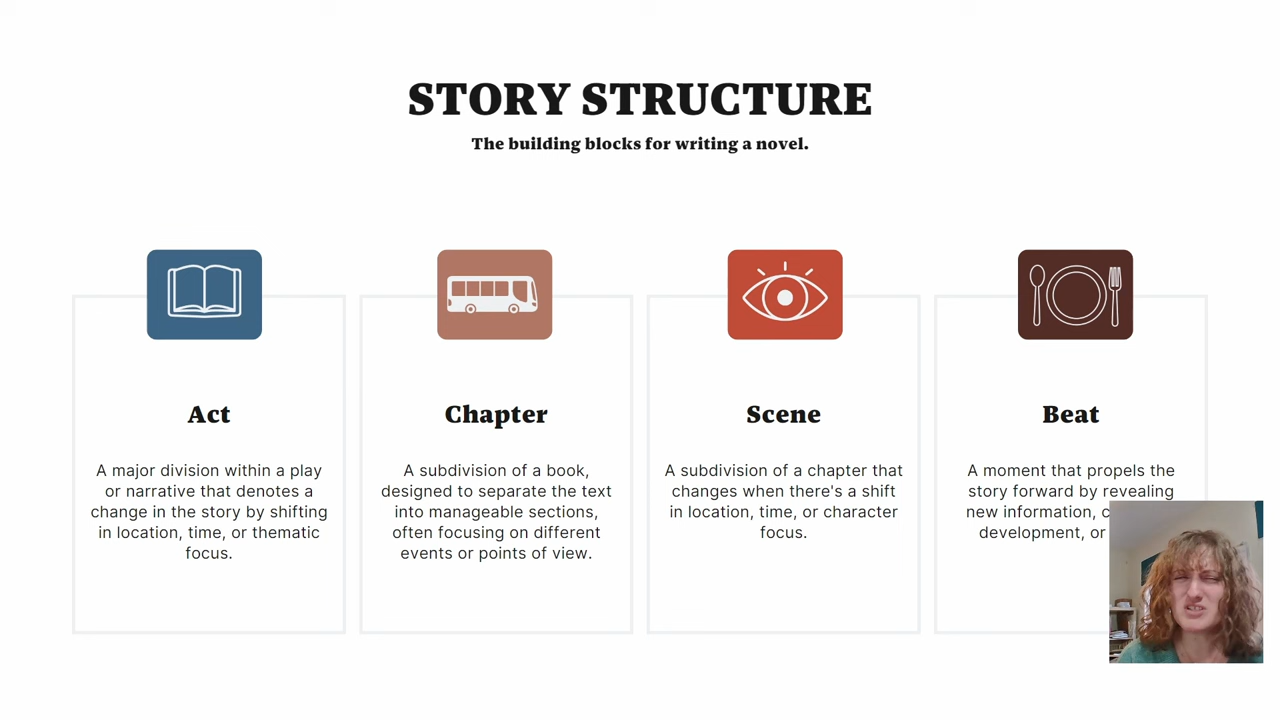 STORY STRUCTURE
The building blocks for writing a novel.
Act
A major division within a play
or narrative that denotes a
change in the story by shifting
in location, time, or thematic
focus.
Chapter
A subdivision of a book,
designed to separate the text
into manageable sections,
often focusing on different
events or points of view.
Scene
A subdivision of a chapter that
changes when there's a shift
in location, time, or character
focus.
Beat
A moment that propels the
story forward by revealing
new information,
development, or